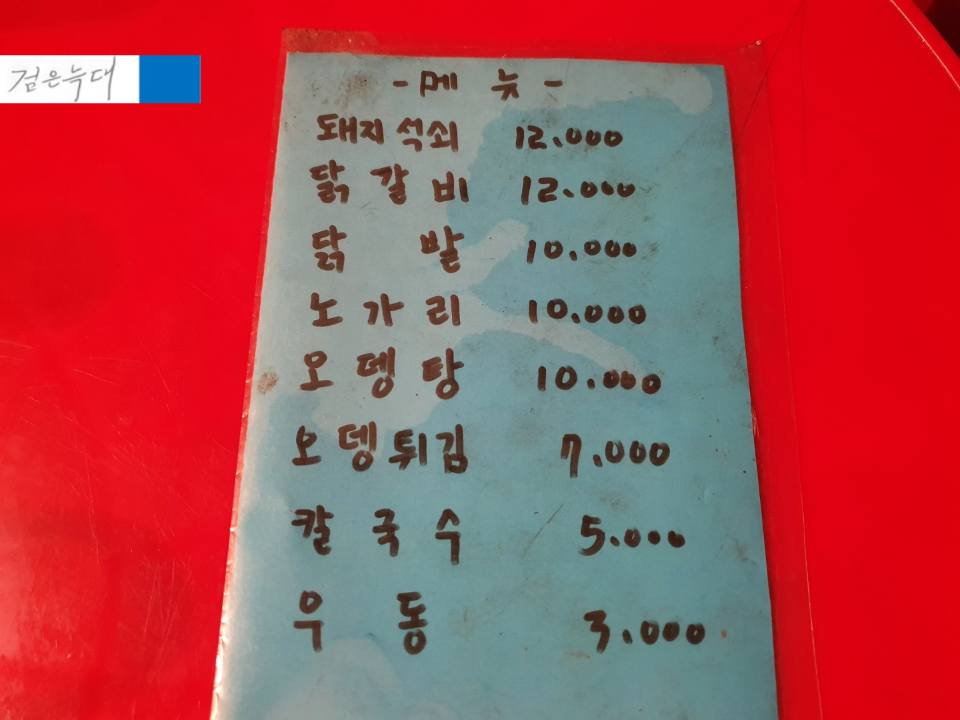 검은늑대
-메 뉴-
돼지석쇠 12.000
닭갈비 12.000
닭 발 10.000
노가리 10.000
오뎅탕 10.000
오뎅튀김 7.000
칼국수 5.000
우 동 3.000